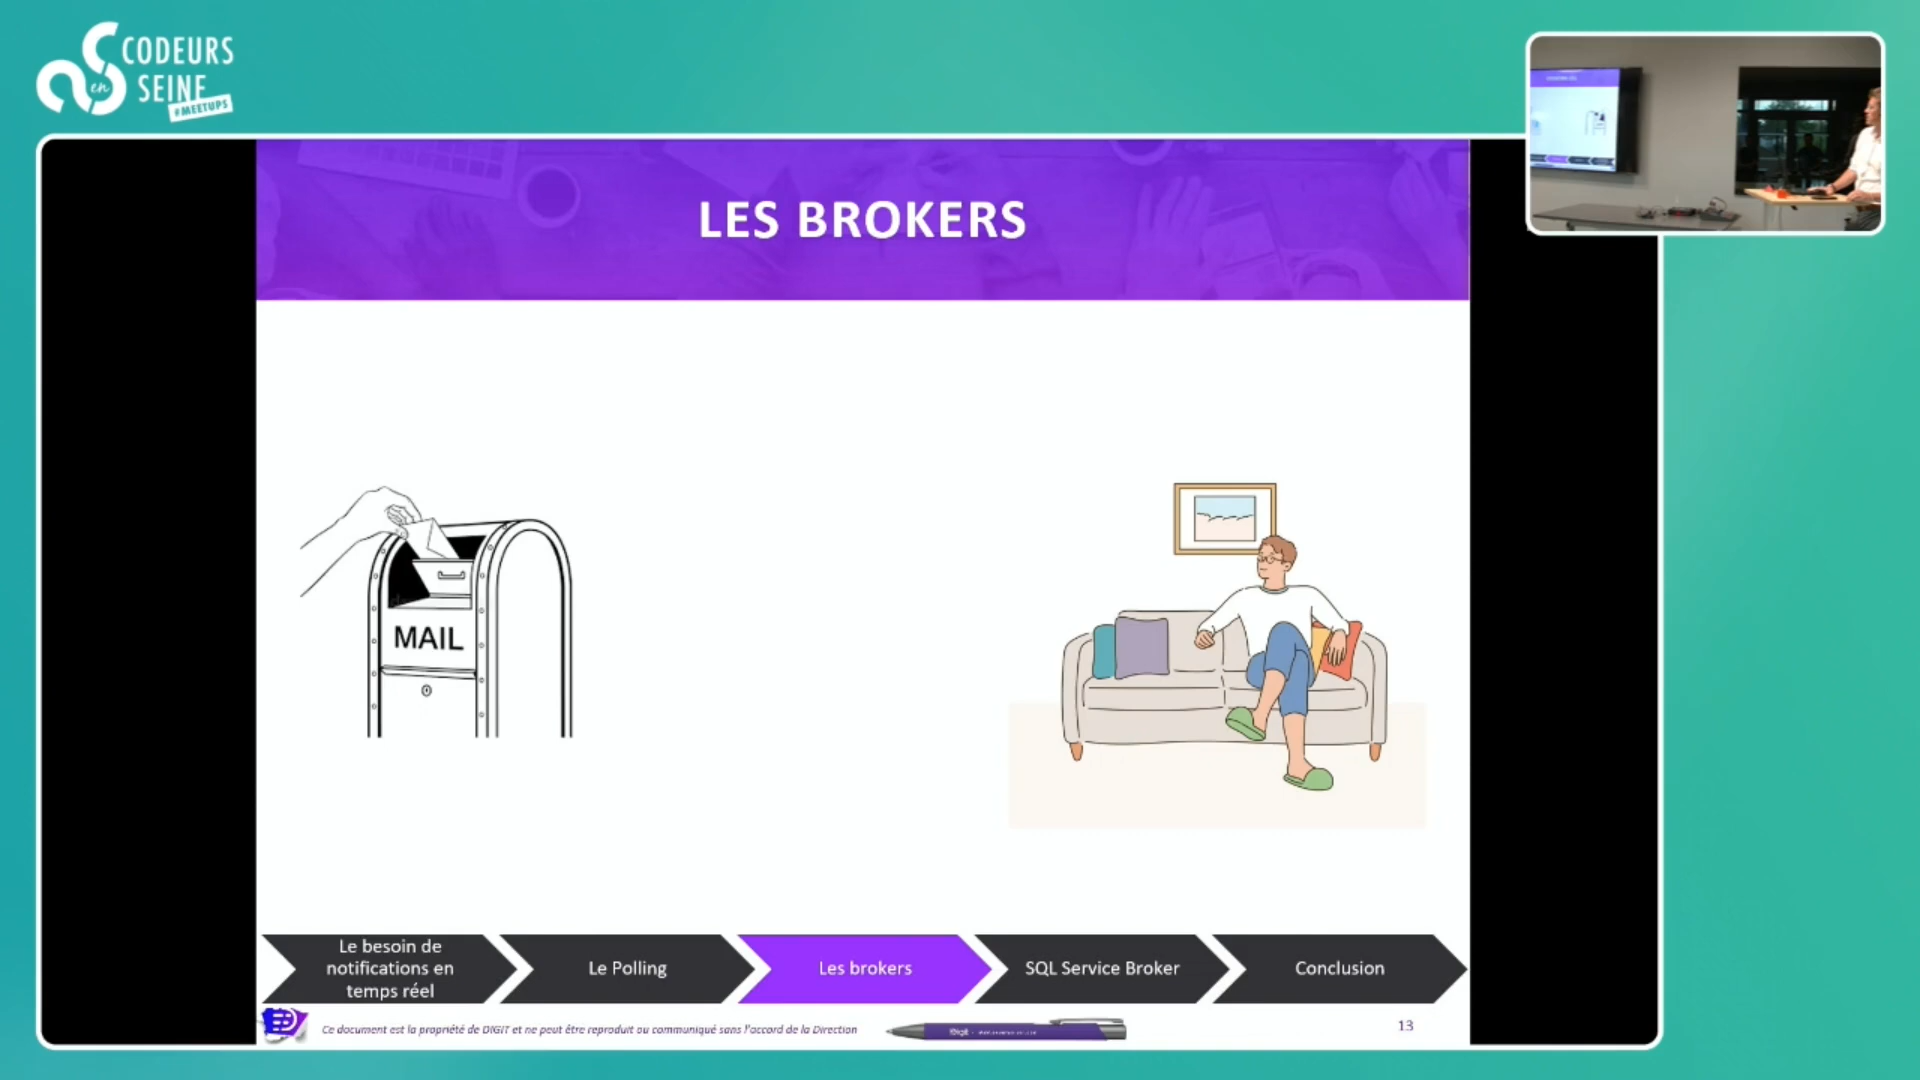 CODEURS
en
SEINE
#MEETUPS
LES BROKERS
MAIL
Le besoin de
notifications en
temps réel
Le Polling
Les brokers
SQL Service Broker
Conclusion
Ce document est la propriété de DIGIT et ne peut être reproduit ou communiqué sans l'accord de la Direction
Digit
13